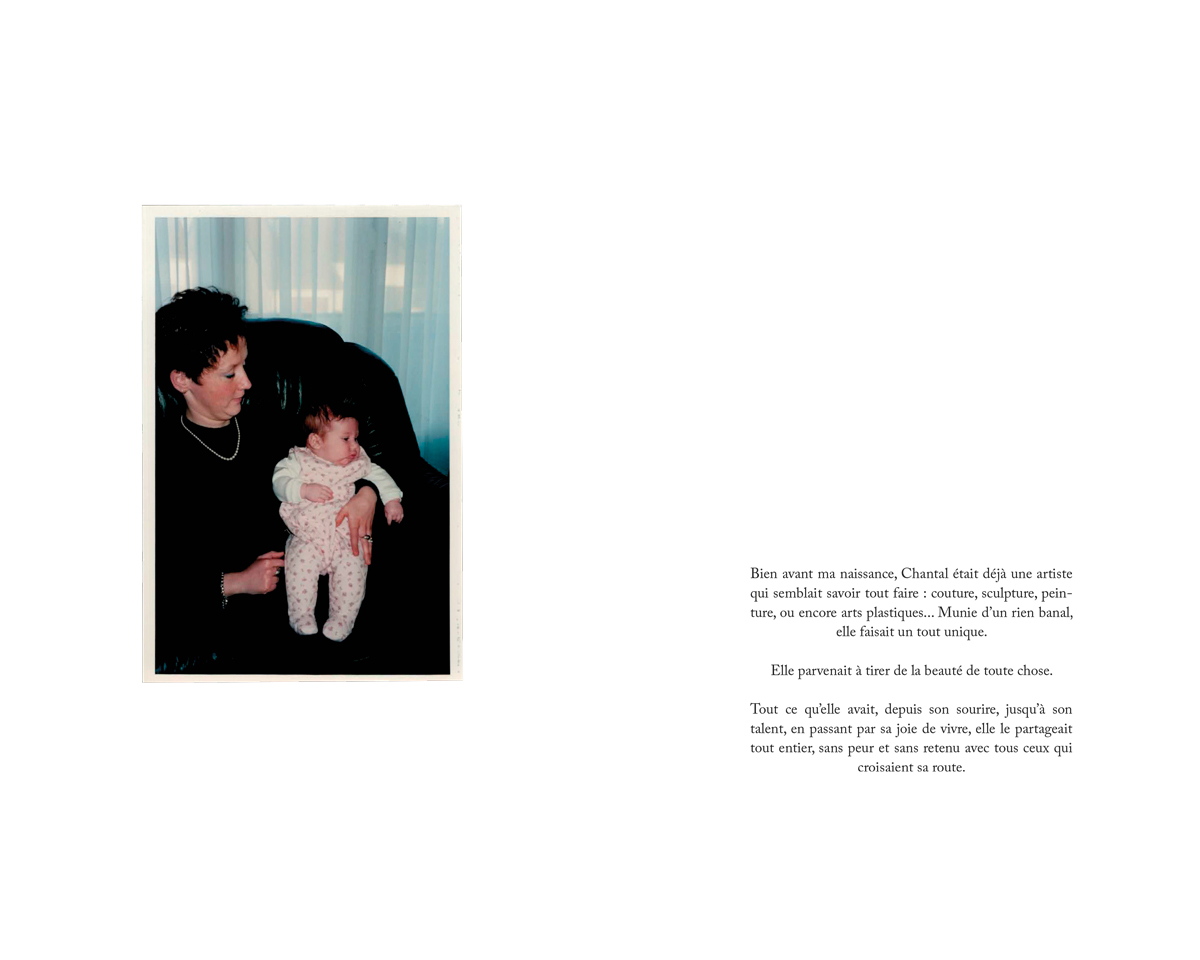 Bien avant ma naissance, Chantal était déjà une artiste
qui semblait savoir tout faire : couture, sculpture, pein-
ture, ou encore arts plastiques... Munie d’un rien banal,
elle faisait un tout unique.
Elle parvenait à tirer de la beauté de toute chose.
Tout ce qu’elle avait, depuis son sourire, jusqu’à son
talent, en passant par sa joie de vivre, elle le partageait
tout entier, sans peur et sans retenu avec tous ceux qui
croisaient sa route.